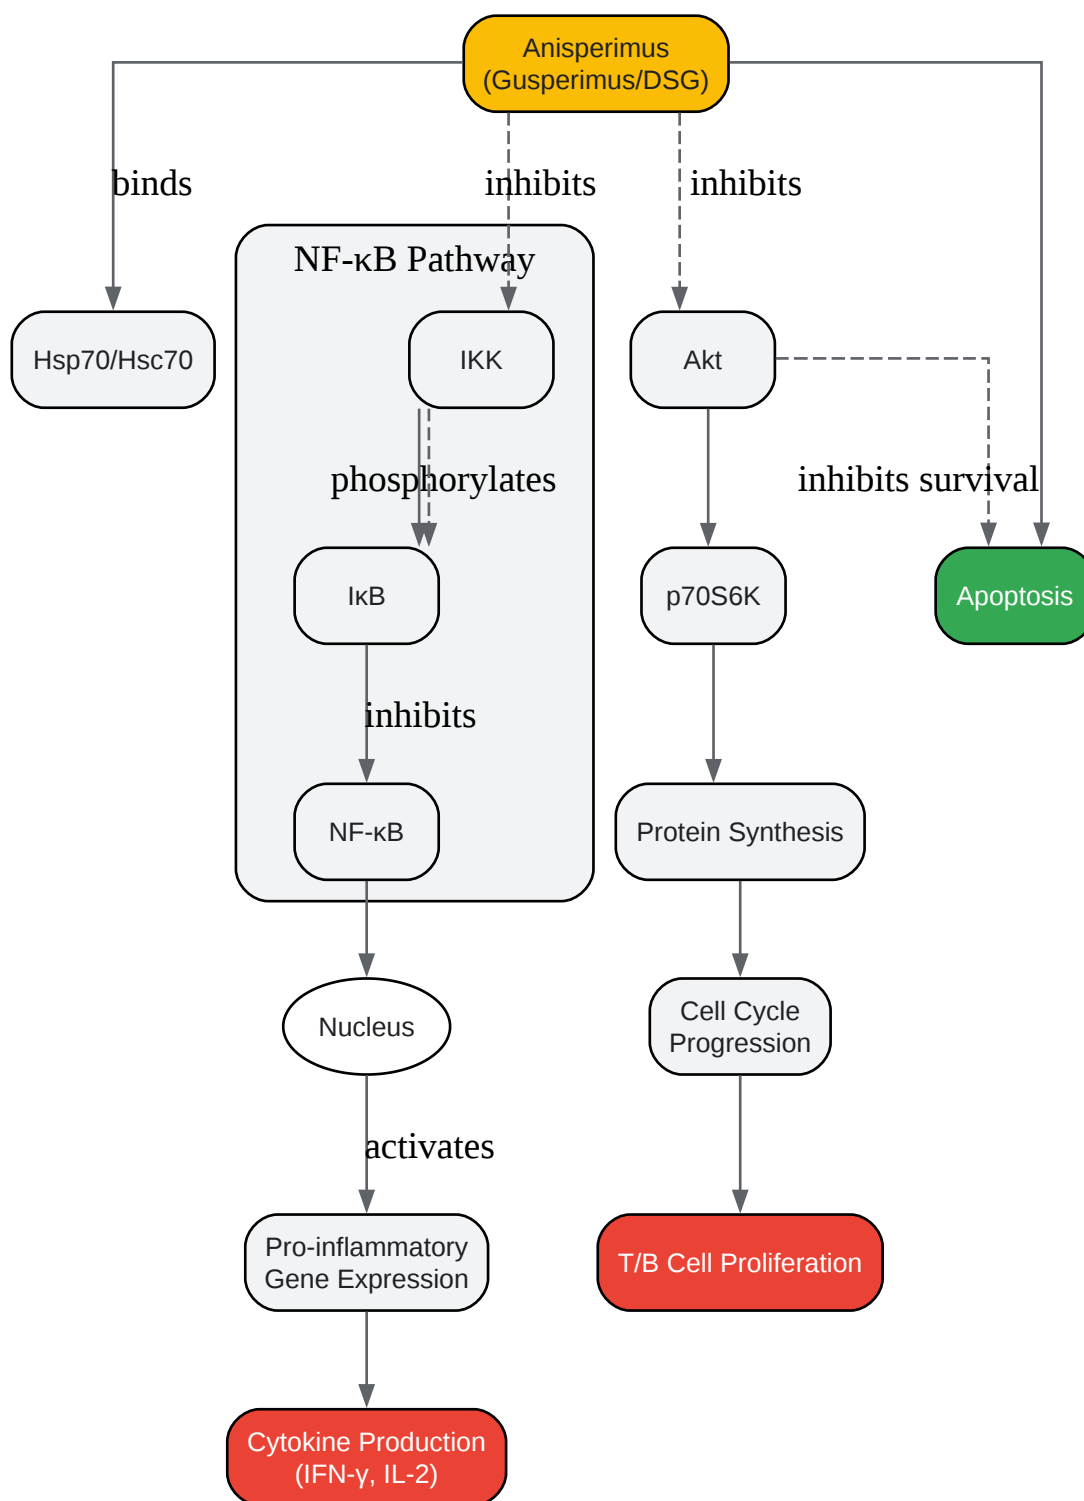 Anisperimus
(Gusperimus/DSG)
binds
inhibits
inhibits
NF-κB Pathway
Hsp70/Hsc70
IKK
Akt
phosphorylates
inhibits survival
IκB
p70S6K
Apoptosis
inhibits
NF-κB
Protein Synthesis
Nucleus
Cell Cycle
Progression
activates
Pro-inflammatory
Gene Expression
T/B Cell Proliferation
Cytokine Production
(IFN-γ, IL-2)